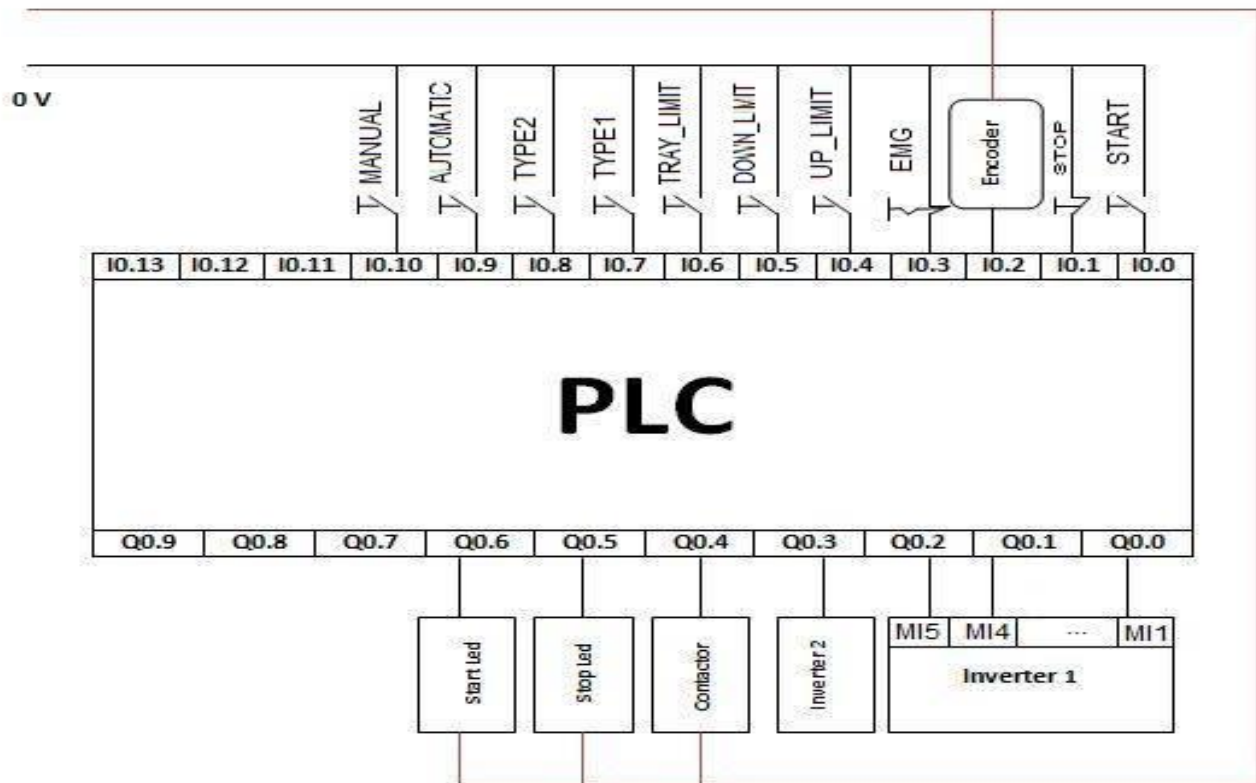 0 V
MANUAL
AUTOMATIC
TYPE2
TYPE1
TRAY_LIMIT
DOWN_LIMIT
UP_LIMIT
EMG
Encoder
STOP
START
I0.13 I0.12 I0.11 I0.10 I0.9 I0.8 I0.7 I0.6 I0.5 I0.4 I0.3 I0.2 I0.1 I0.0
PLC
Q0.9 Q0.8 Q0.7 Q0.6 Q0.5 Q0.4 Q0.3 Q0.2 Q0.1 Q0.0
Start Led
Stop Led
Contactor
Inverter 2
MI5 MI4 ... MI1
Inverter 1